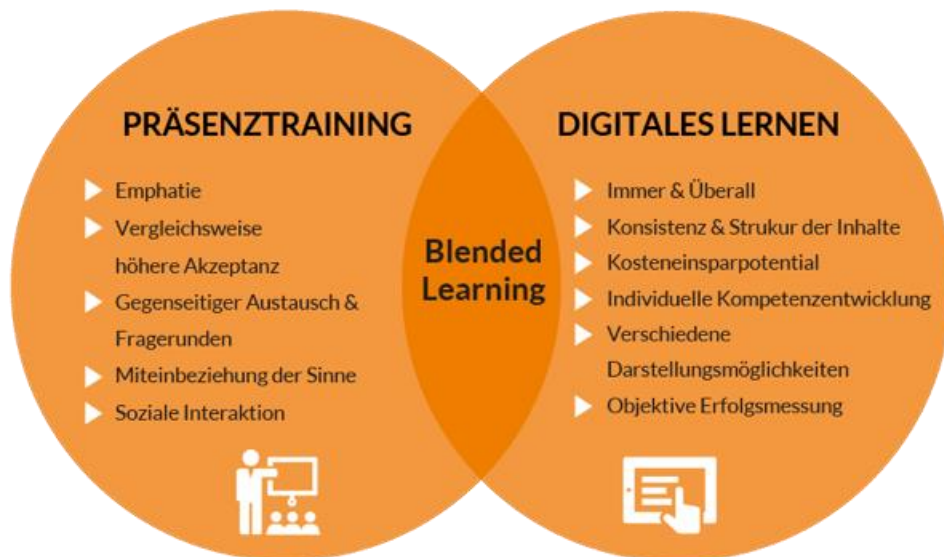 PRÄSENZTRAINING
Emphatie
Vergleichsweise
höhere Akzeptanz
Gegenseitiger Austausch &
Fragerunden
Miteinbeziehung der Sinne
Soziale Interaktion
Blended
Learning
DIGITALES LERNEN
Immer & Überall
Konsistenz & Strukur der Inhalte
Kosteneinsparpotential
Individuelle Kompetenzentwicklung
Verschiedene
Darstellungsmöglichkeiten
Objektive Erfolgsmessung